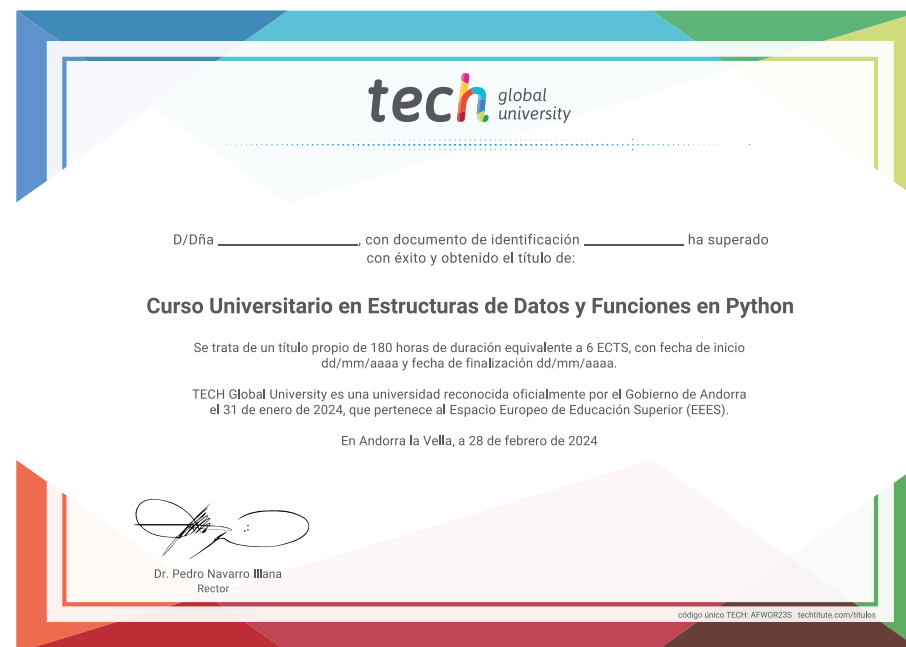 tech global university
D/Dña ____________________, con documento de identificación ______________ ha superado
con éxito y obtenido el título de:
Curso Universitario en Estructuras de Datos y Funciones en Python
Se trata de un título propio de 180 horas de duración equivalente a 6 ECTS, con fecha de inicio
dd/mm/aaaa y fecha de finalización dd/mm/aaaa.
TECH Global University es una universidad reconocida oficialmente por el Gobierno de Andorra
el 31 de enero de 2024, que pertenece al Espacio Europeo de Educación Superior (EEES).
En Andorra la Vella, a 28 de febrero de 2024
Dr. Pedro Navarro Illana
Rector
código único TECH: AFWOR23S techtitute.com/titulos